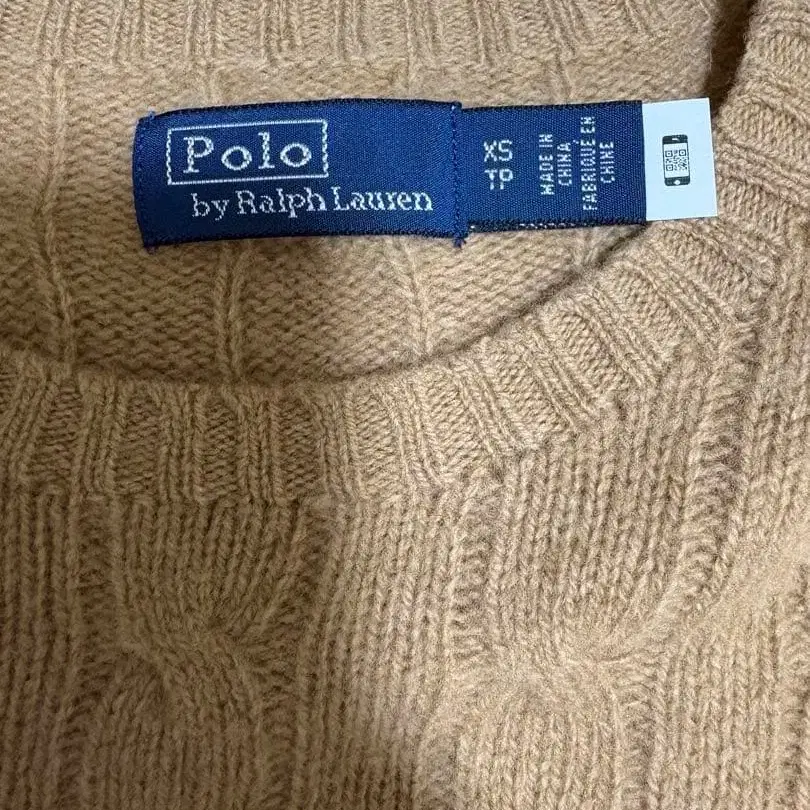 Polo
by Ralph Lauren
XS
TP
MADE IN
CHINA
FABRIQUÉ EN
CHINE